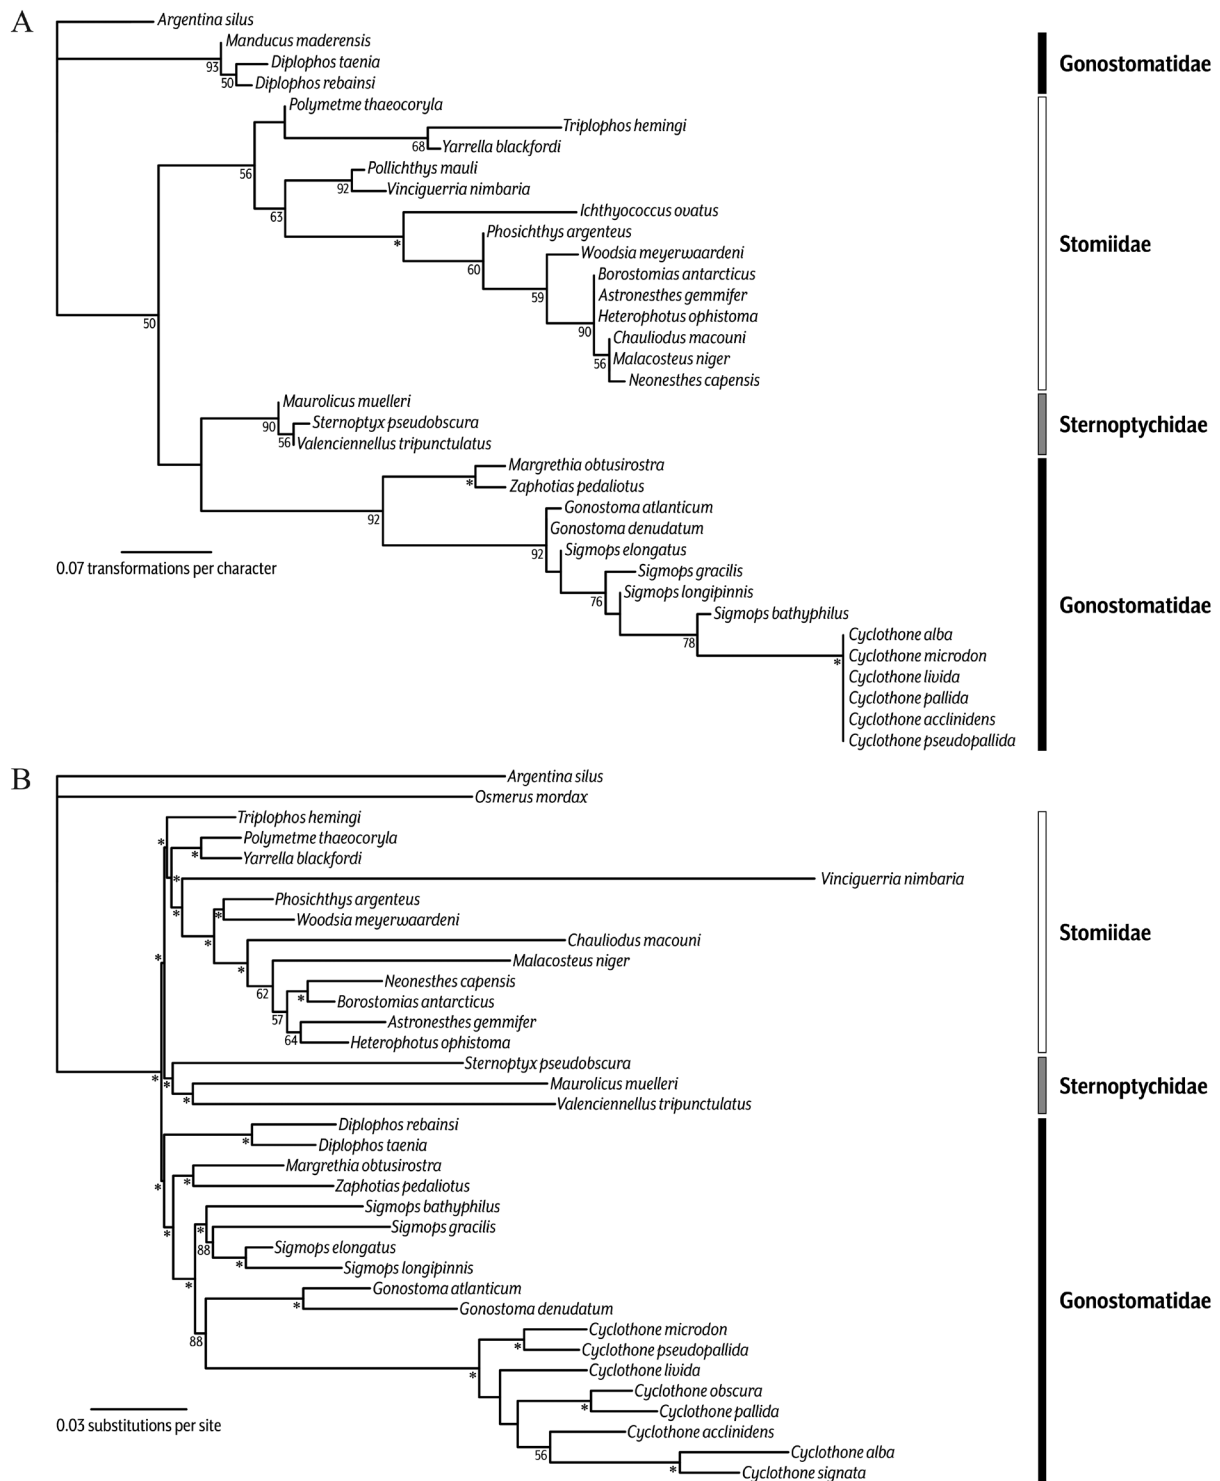 A
Argentina silus
Manducus maderensis
93
Diplophos taenia
50
Diplophos rebainsi
Gonostomatidae
Polymetme thaeocoryla
Triplophos hemingi
68
Yarrella blackfordi
56
Pollichthys mauli
92
Vinciguerria nimbaria
63
Ichthyococcus ovatus
*
Phosichthys argenteus
60
Woodsia meyerwaardeni
59
Borostomias antarcticus
Astronesthes gemmifer
Heterophotus ophistoma
90
Chauliodus macouni
Malacosteus niger
56
Neonesthes capensis
Stomiidae
50
Maurolicus muelleri
90
Sternoptyx pseudobscura
56
Valenciennellus tripunctulatus
Sternoptychidae
Margrethia obtusirostra
*
Zaphotias pedaliotus
92
Gonostoma atlanticum
Gonostoma denudatum
92
Sigmops elongatus
Sigmops gracilis
76
Sigmops longipinnis
Sigmops bathyphilus
78
Cyclothone alba
Cyclothone microdon
*
Cyclothone livida
Cyclothone pallida
Cyclothone acclinidens
Cyclothone pseudopallida
Gonostomatidae
0.07 transformations per character
B
Argentina silus
Osmerus mordax
Triplophos hemingi
*
Polymetme thaeocoryla
*
Yarrella blackfordi
*
Vinciguerria nimbaria
*
Phosichthys argenteus
*
Woodsia meyerwaardeni
*
Chauliodus macouni
*
Malacosteus niger
62
Neonesthes capensis
*
Borostomias antarcticus
57
Astronesthes gemmifer
64
Heterophotus ophistoma
Stomiidae
*
*
Sternoptyx pseudobscura
*
Maurolicus muelleri
*
Valenciennellus tripunctulatus
Sternoptychidae
Diplophos rebainsi
*
Diplophos taenia
*
Margrethia obtusirostra
*
Zaphotias pedaliotus
*
Sigmops bathyphilus
*
Sigmops gracilis
88
Sigmops elongatus
*
Sigmops longipinnis
*
Gonostoma atlanticum
*
Gonostoma denudatum
88
Cyclothone microdon
*
Cyclothone pseudopallida
*
Cyclothone livida
Cyclothone obscura
*
Cyclothone pallida
Cyclothone acclinidens
56
Cyclothone alba
*
Cyclothone signata
Gonostomatidae
0.03 substitutions per site